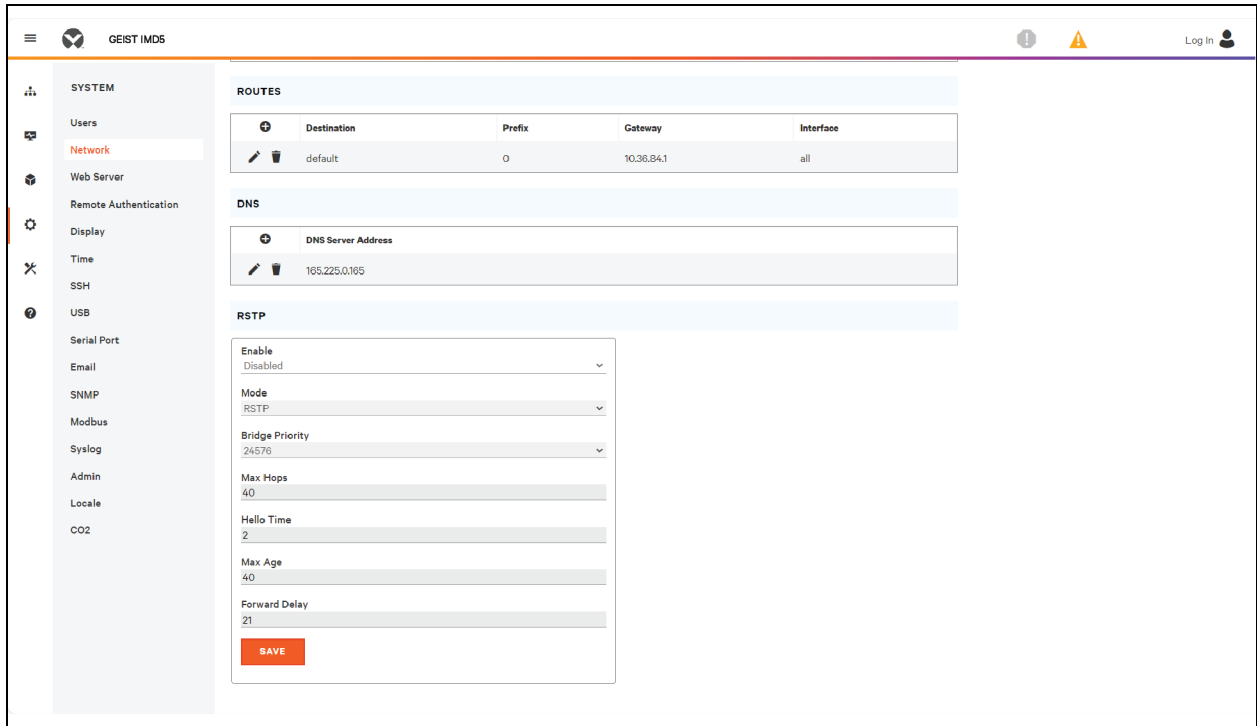 GEIST IMD5
Log In
SYSTEM
Users
Network
Web Server
Remote Authentication
Display
Time
SSH
USB
Serial Port
Email
SNMP
Modbus
Syslog
Admin
Locale
CO2
ROUTES
Destination Prefix Gateway Interface
default 0 10.36.84.1 all
DNS
DNS Server Address
165.225.0.165
RSTP
Enable
Disabled
Mode
RSTP
Bridge Priority
24576
Max Hops
40
Hello Time
2
Max Age
40
Forward Delay
21
SAVE